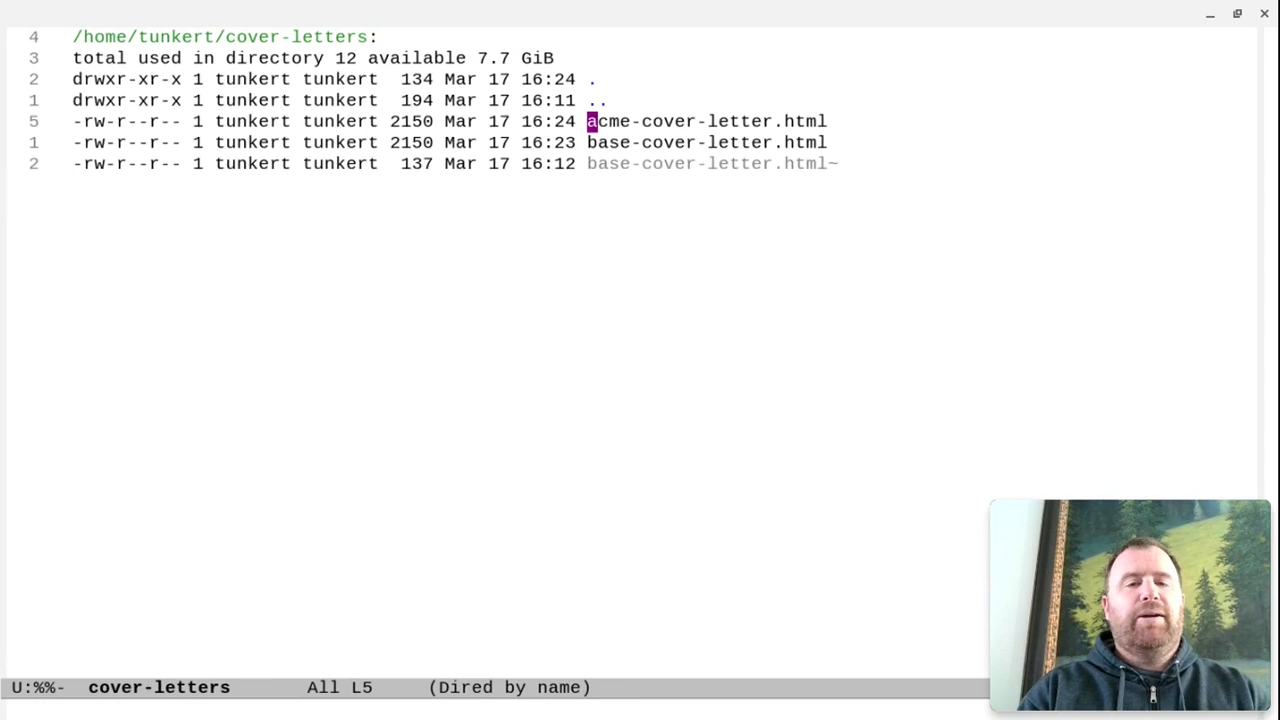 4 /home/tunkert/cover-letters:
3 total used in directory 12 available 7.7 GiB
2 drwxr-xr-x 1 tunkert tunkert 134 Mar 17 16:24 .
1 drwxr-xr-x 1 tunkert tunkert 194 Mar 17 16:11 ..
5 -rw-r--r-- 1 tunkert tunkert 2150 Mar 17 16:24 acme-cover-letter.html
1 -rw-r--r-- 1 tunkert tunkert 2150 Mar 17 16:23 base-cover-letter.html
2 -rw-r--r-- 1 tunkert tunkert 137 Mar 17 16:12 base-cover-letter.html~
U:%%- cover-letters All L5 (Dired by name)